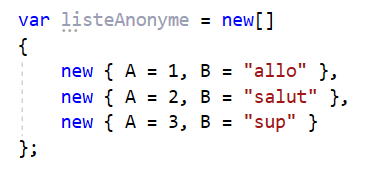 var listeAnonyme = new[]
{
    new { A = 1, B = "allo" },
    new { A = 2, B = "salut" },
    new { A = 3, B = "sup" }
};